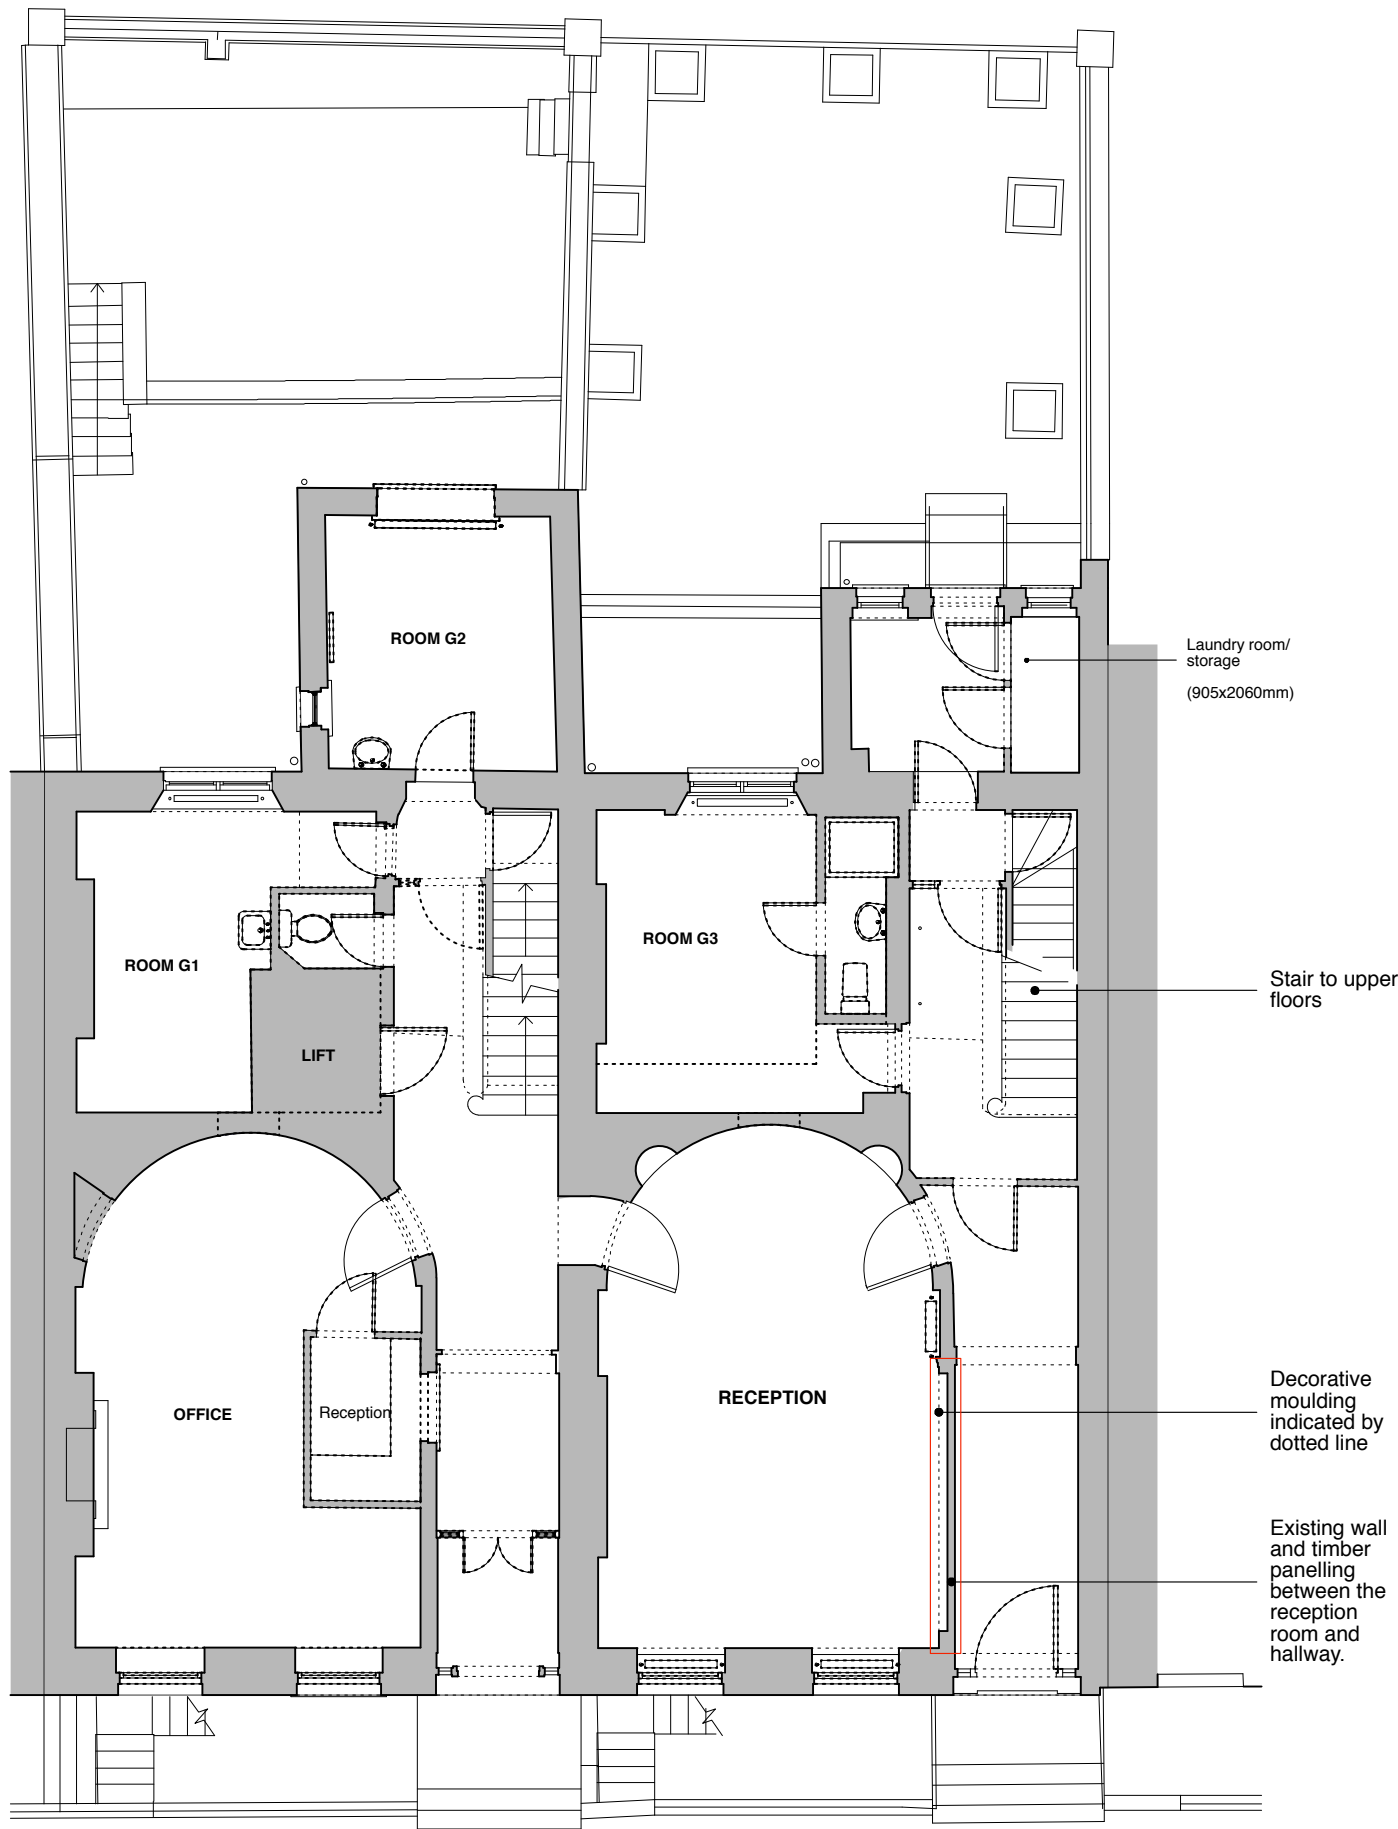 ROOM G2
Laundry room/
storage
(905x2060mm)
ROOM G1
ROOM G3
Stair to upper
floors
LIFT
OFFICE
Reception
RECEPTION
Decorative
moulding
indicated by
dotted line
Existing wall
and timber
panelling
between the
reception
room and
hallway.